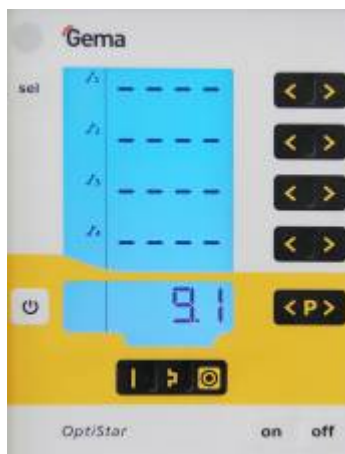 Gema
sel
- - - -
- - - -
- - - -
- - - -
9.1
< P >
OptiStar
on off